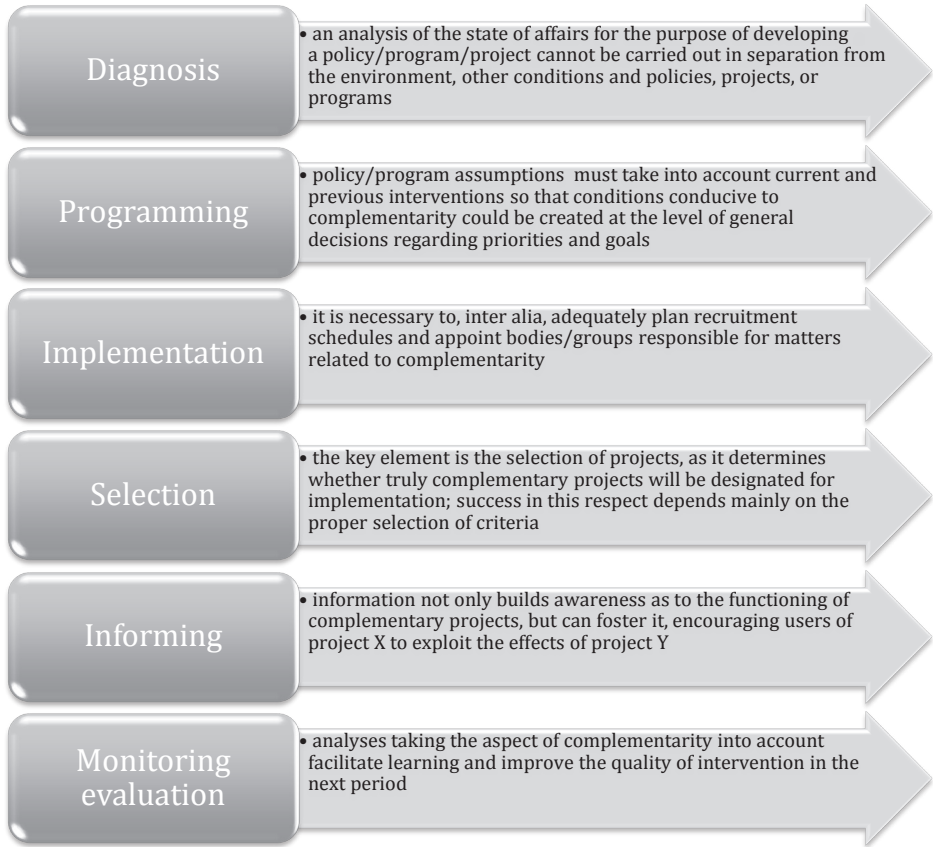 Diagnosis
• an analysis of the state of affairs for the purpose of developing
a policy/program/project cannot be carried out in separation from
the environment, other conditions and policies, projects, or
programs
Programming
• policy/program assumptions must take into account current and
previous interventions so that conditions conducive to
complementarity could be created at the level of general
decisions regarding priorities and goals
Implementation
• it is necessary to, inter alia, adequately plan recruitment
schedules and appoint bodies/groups responsible for matters
related to complementarity
Selection
• the key element is the selection of projects, as it determines
whether truly complementary projects will be designated for
implementation; success in this respect depends mainly on the
proper selection of criteria
Informing
• information not only builds awareness as to the functioning of
complementary projects, but can foster it, encouraging users of
project X to exploit the effects of project Y
Monitoring
evaluation
• analyses taking the aspect of complementarity into account
facilitate learning and improve the quality of intervention in the
next period